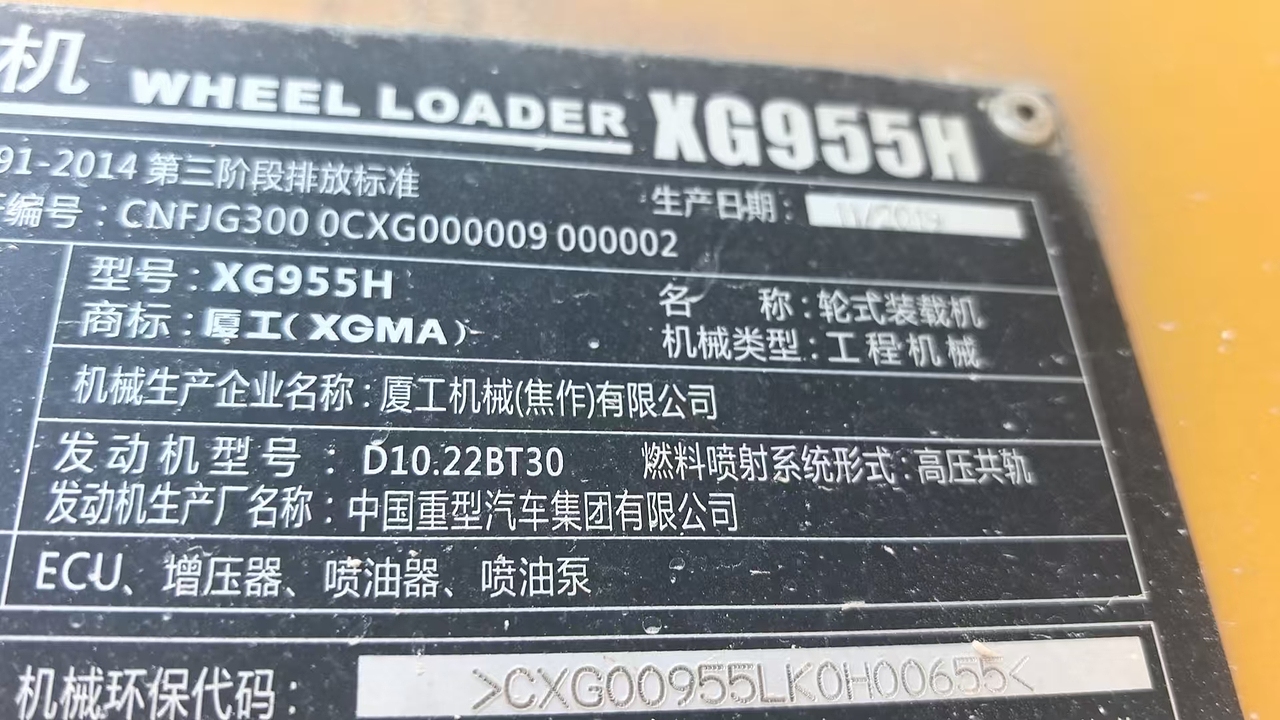 机 WHEEL LOADER XG955H
91-2014 第三阶段排放标准
生产日期：11/2019
编号：CNFJG300 0CXG000009 000002
型号：XG955H
名 称：轮式装载机
商标：厦工(XGMA)
机械类型：工程机械
机械生产企业名称：厦工机械(焦作)有限公司
发动机型号：D10.22BT30 燃料喷射系统形式：高压共轨
发动机生产厂名称：中国重型汽车集团有限公司
ECU、增压器、喷油器、喷油泵
机械环保代码：>CXG00955LK0H00655<